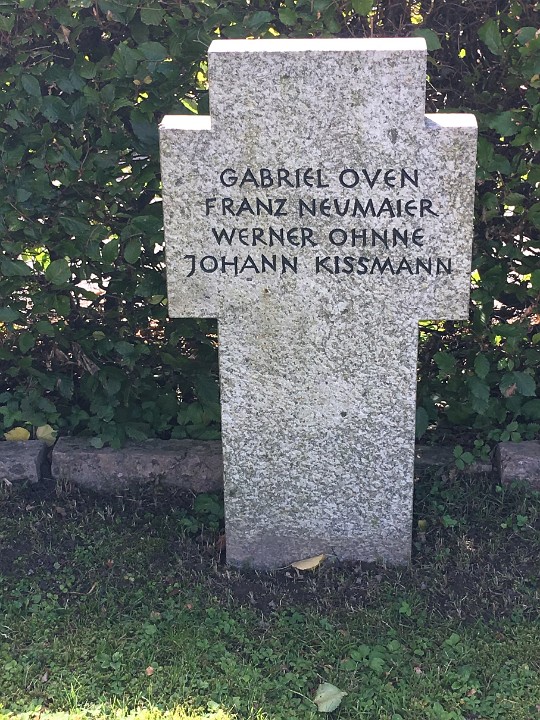 GABRIEL OVEN
FRANZ NEUMAIER
WERNER OHNNE
JOHANN KISSMANN